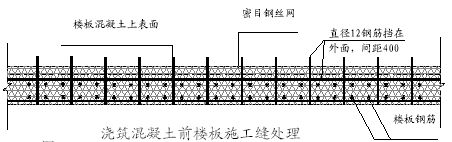 楼板混凝土上表面
密目钢丝网
直径12钢筋挡在
外面，间距400
楼板钢筋
浇筑混凝土前楼板施工缝处理